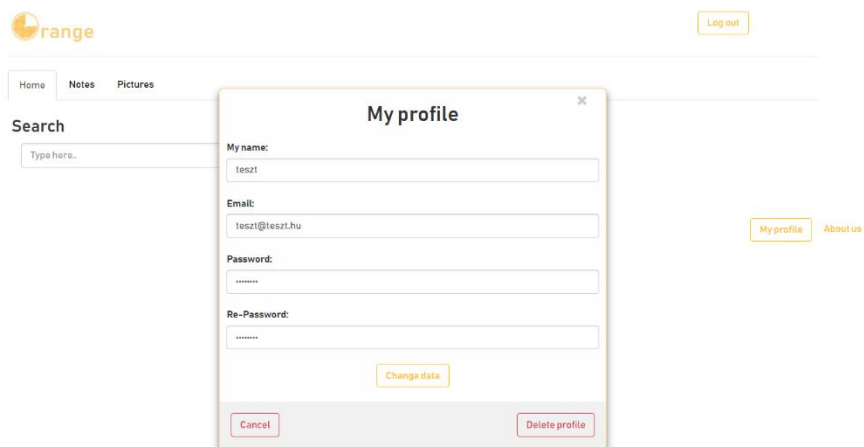 range
Log out
Home Notes Pictures
Search
Type here..
×
My profile
My name:
teszt
Email:
teszt@teszt.hu
Password:
••••••••
Re-Password:
••••••••
Changa data
Cancel Delete profile
My profile About us